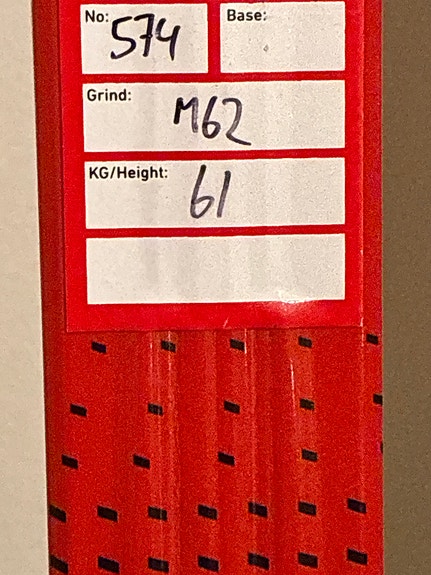 No: 574 Base:
Grind: M62
KG/Height: 61